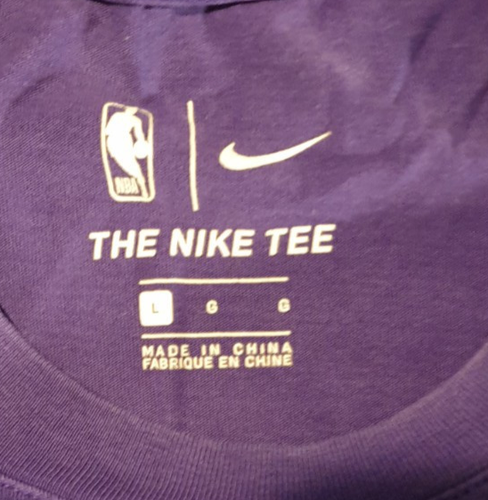 NBA
THE NIKE TEE
L G G
MADE IN CHINA
FABRIQUE EN CHINE